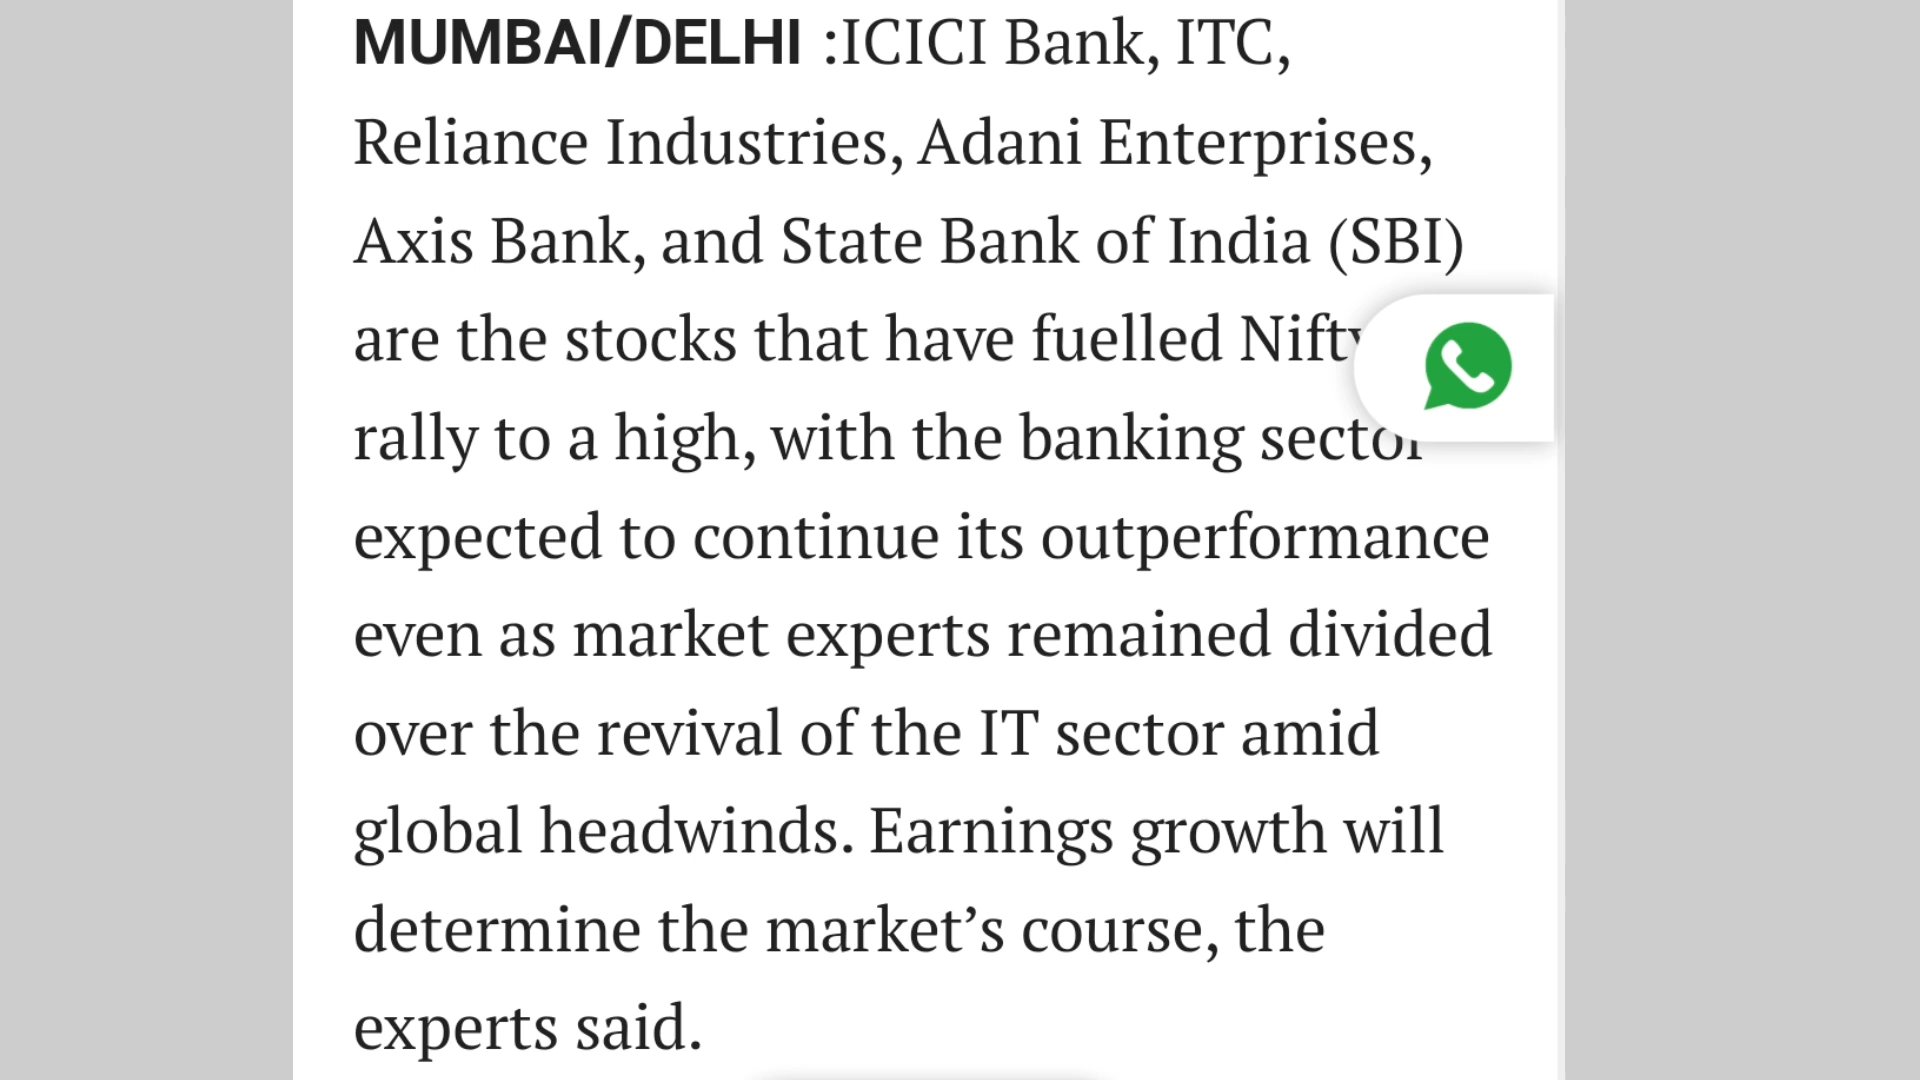 MUMBAI/DELHI :ICICI Bank, ITC,
Reliance Industries, Adani Enterprises,
Axis Bank, and State Bank of India (SBI)
are the stocks that have fuelled Nifty
rally to a high, with the banking sector
expected to continue its outperformance
even as market experts remained divided
over the revival of the IT sector amid
global headwinds. Earnings growth will
determine the market’s course, the
experts said.